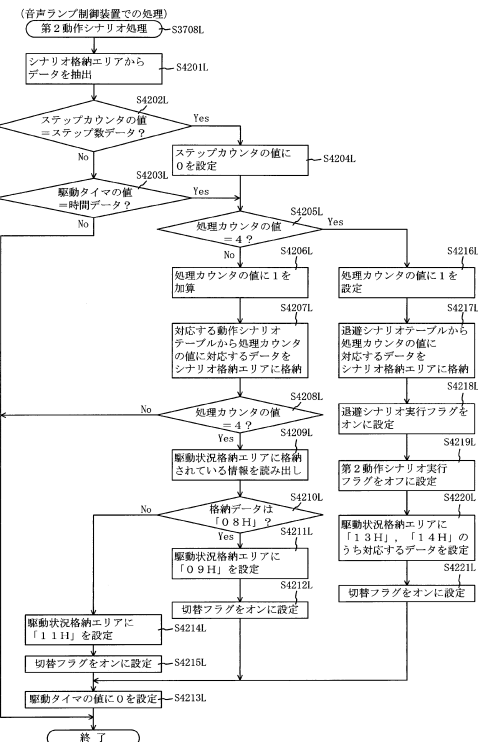 (音声ランプ制御装置での処理)
第2動作シナリオ処理
S3708L
シナリオ格納エリアから
データを抽出
S4201L
S4202L
ステップカウンタの値
=ステップ数データ?
Yes
No
ステップカウンタの値に
0を設定
S4204L
S4203L
駆動タイマの値
=時間データ?
Yes
No
S4205L
処理カウンタの値
=4?
Yes
No
S4206L
処理カウンタの値に1を
加算
S4216L
処理カウンタの値に1を
設定
S4207L
対応する動作シナリオ
テーブルから処理カウンタ
の値に対応するデータを
シナリオ格納エリアに格納
S4217L
退避シナリオテーブルから
処理カウンタの値に
対応するデータを
シナリオ格納エリアに格納
S4208L
処理カウンタの値
=4?
No
Yes
S4218L
退避シナリオ実行フラグを
オンに設定
S4209L
駆動状況格納エリアに格納
されている情報を読み出し
S4219L
第2動作シナリオ実行
フラグをオフに設定
S4210L
格納データは
「08H」?
No
Yes
S4220L
駆動状況格納エリアに
「13H」,「14H」の
うち対応するデータを設定
S4211L
駆動状況格納エリアに
「09H」を設定
S4221L
切替フラグをオンに設定
S4212L
切替フラグをオンに設定
駆動状況格納エリアに
「11H」を設定
S4214L
切替フラグをオンに設定
S4215L
駆動タイマの値に0を設定
S4213L
終了